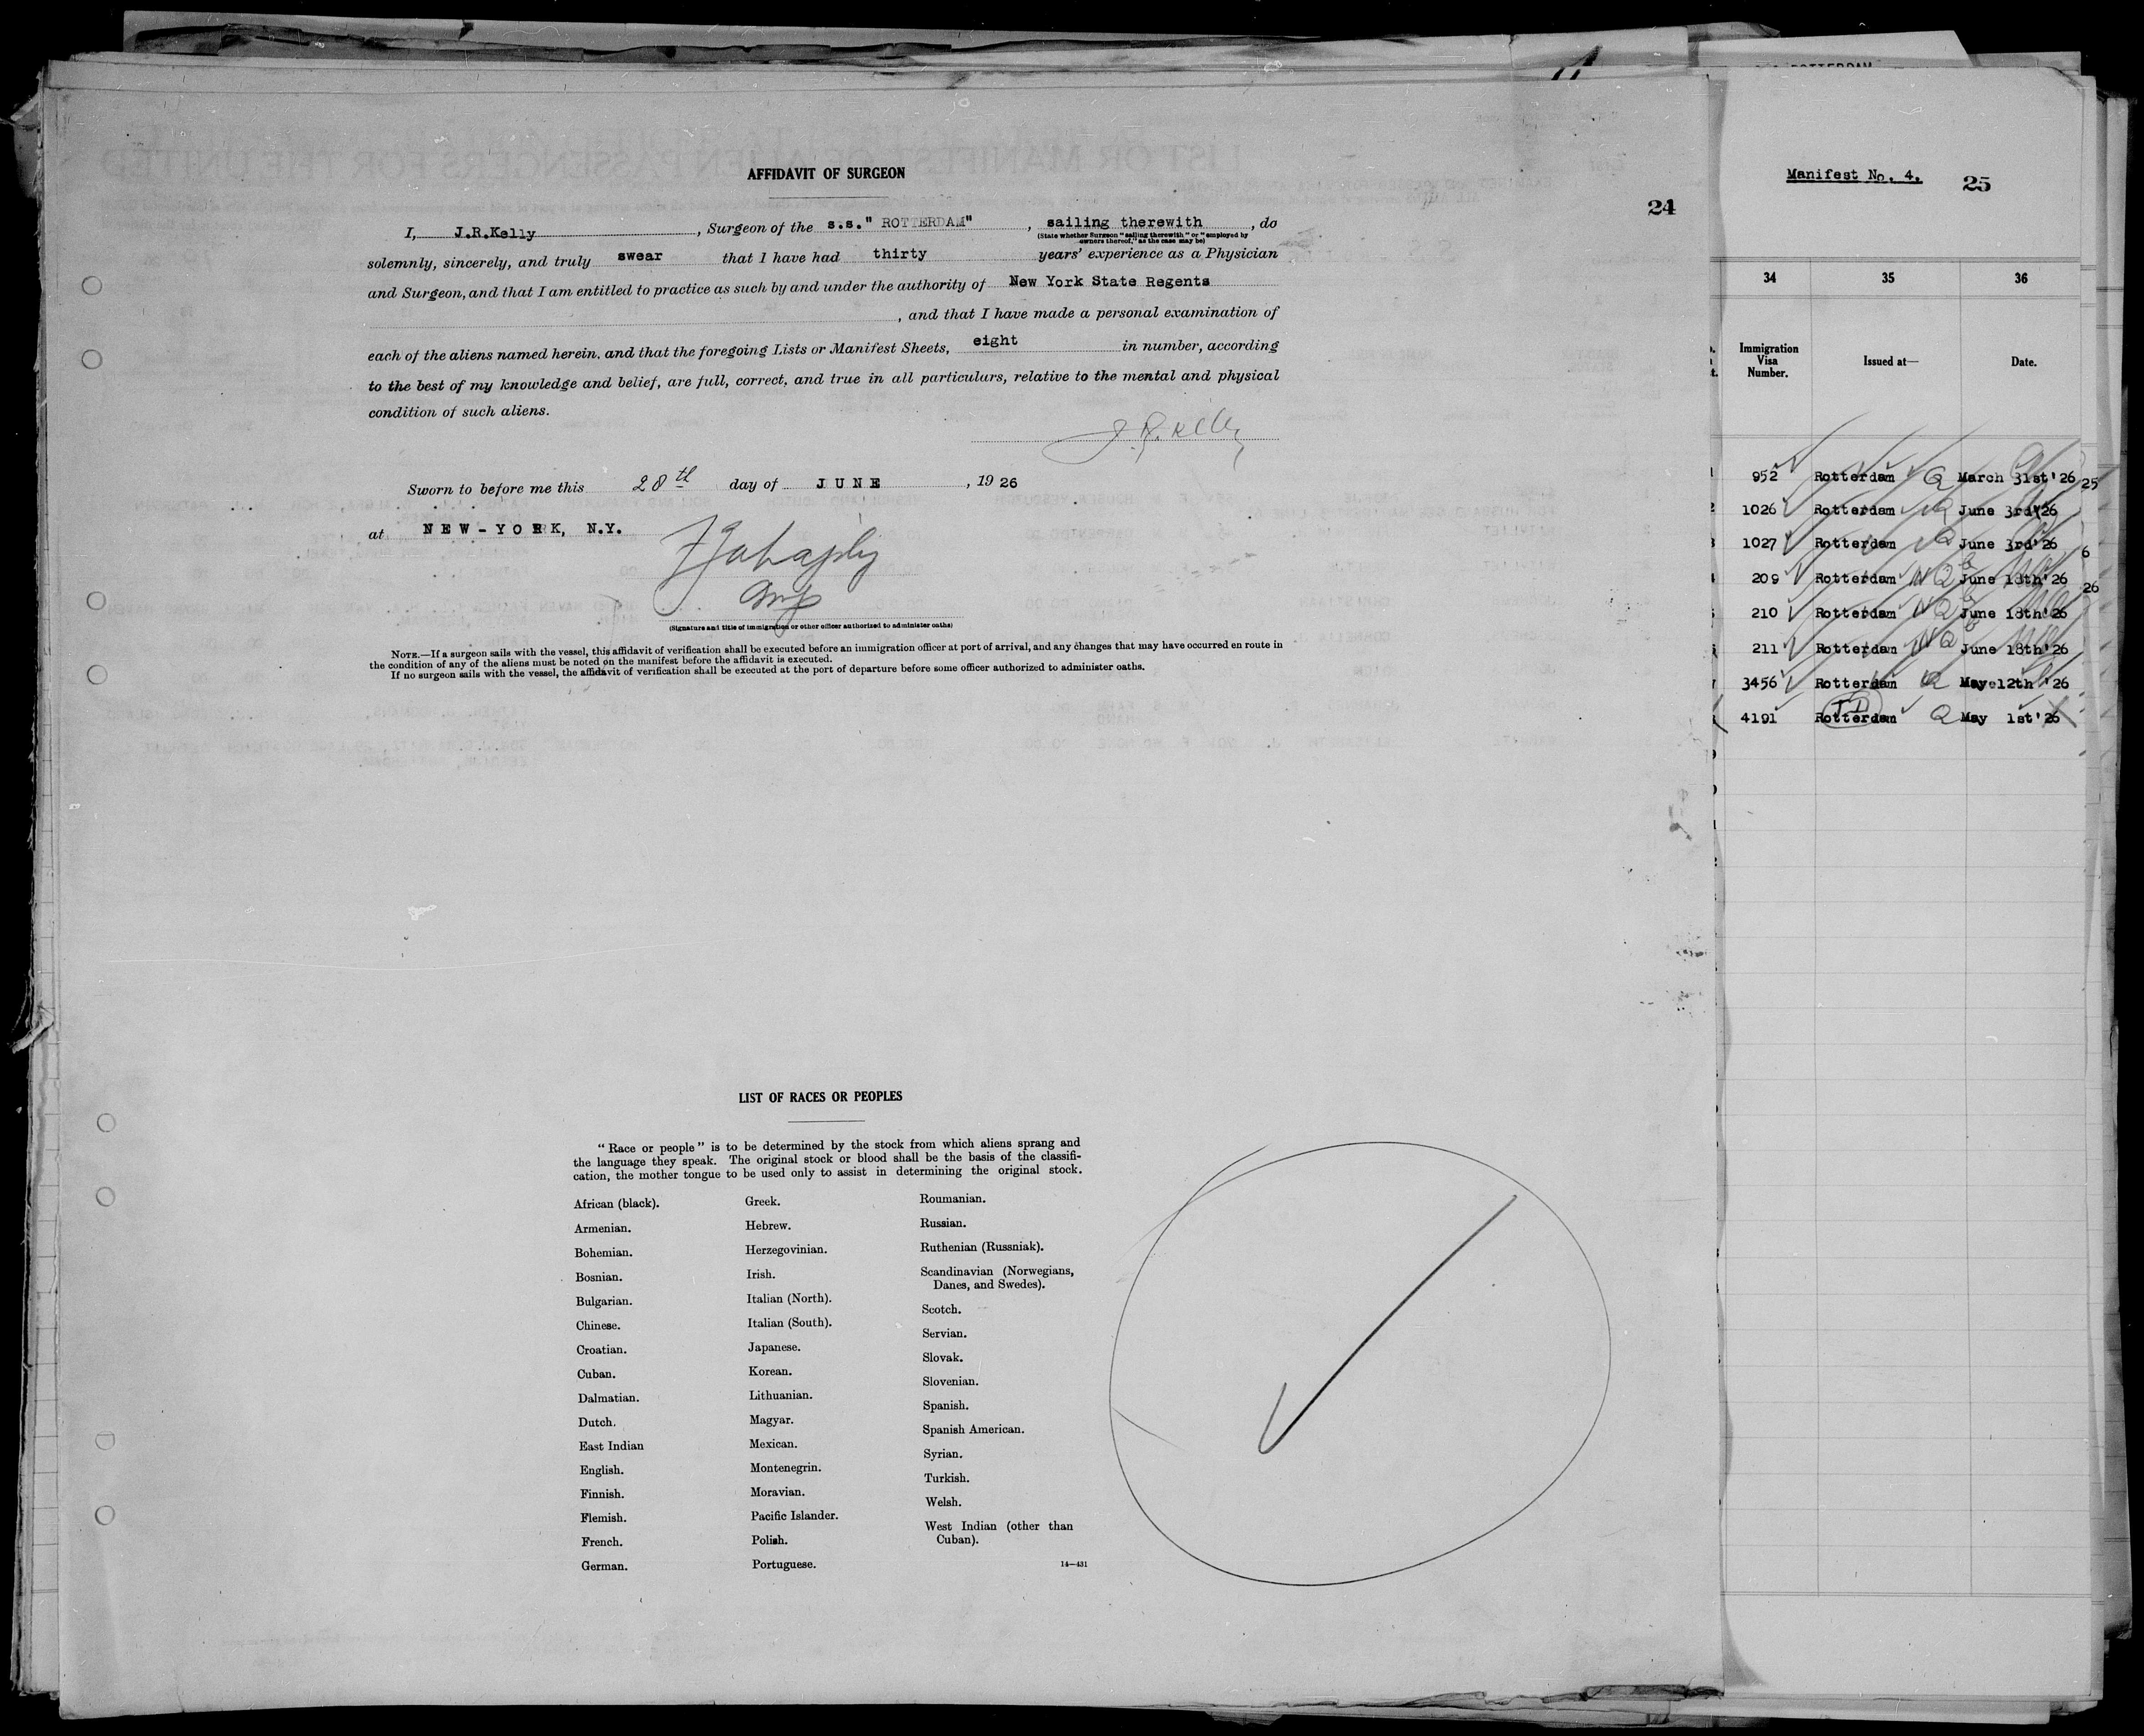 AFFIDAVIT OF SURGEON
24
I, J.R.Kelly, Surgeon of the s.s." ROTTERDAM", sailing therewith, do
(State whether Surgeon "sailing therewith" or "employed by
owners thereof," as the case may be)
solemnly, sincerely, and truly swear that I have had thirty years' experience as a Physician
and Surgeon, and that I am entitled to practice as such by and under the authority of New York State Regents
, and that I have made a personal examination of
each of the aliens named herein, and that the foregoing Lists or Manifest Sheets, eight in number, according
to the best of my knowledge and belief, are full, correct, and true in all particulars, relative to the mental and physical
condition of such aliens.
J.R. Kelly
Sworn to before me this 28th day of JUNE, 1926
at NEW-YORK, N.Y.
(Signature and title of immigration or other officer authorized to administer oaths)
NOTE.—If a surgeon sails with the vessel, this affidavit of verification shall be executed before an immigration officer at port of arrival, and any changes that may have occurred en route in
the condition of any of the aliens must be noted on the manifest before the affidavit is executed.
If no surgeon sails with the vessel, the affidavit of verification shall be executed at the port of departure before some officer authorized to administer oaths.
LIST OF RACES OR PEOPLES
"Race or people" is to be determined by the stock from which aliens sprang and
the language they speak. The original stock or blood shall be the basis of the classifi-
cation, the mother tongue to be used only to assist in determining the original stock.
African (black).
Armenian.
Bohemian.
Bosnian.
Bulgarian.
Chinese.
Croatian.
Cuban.
Dalmatian.
Dutch.
East Indian
English.
Finnish.
Flemish.
French.
German.
Greek.
Hebrew.
Herzegovinian.
Irish.
Italian (North).
Italian (South).
Japanese.
Korean.
Lithuanian.
Magyar.
Mexican.
Montenegrin.
Moravian.
Pacific Islander.
Polish.
Portuguese.
Roumanian.
Russian.
Ruthenian (Russniak).
Scandinavian (Norwegians,
Danes, and Swedes).
Scotch.
Servian.
Slovak.
Slovenian.
Spanish.
Spanish American.
Syrian.
Turkish.
Welsh.
West Indian (other than
Cuban).
14—431
ROTTERDAM
Manifest No. 4. 25
34 35 36
Immigration
Visa
Number.
Issued at—
Date.
952 Rotterdam Q March 31st'26 25
1026 Rotterdam Q June 3rd'26
1027 Rotterdam Q June 3rd'26 6
209 Rotterdam NQ June 18th'26 26
210 Rotterdam NQ June 18th'26
211 Rotterdam NQ June 18th'26
3456 Rotterdam Q May 12th '26
4191 Rotterdam Q May 1st'26